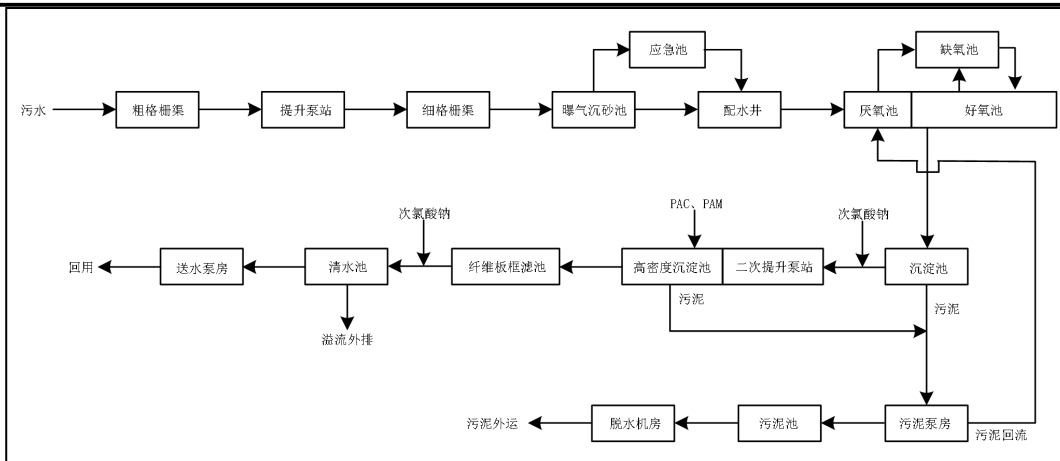 应急池
缺氧池
污水
粗格栅渠
提升泵站
细格栅渠
曝气沉砂池
配水井
厌氧池
好氧池
PAC、PAM
次氯酸钠
次氯酸钠
回用
送水泵房
清水池
纤维板框滤池
高密度沉淀池
二次提升泵站
沉淀池
污泥
污泥
溢流外排
污泥外运
脱水机房
污泥池
污泥泵房
污泥回流